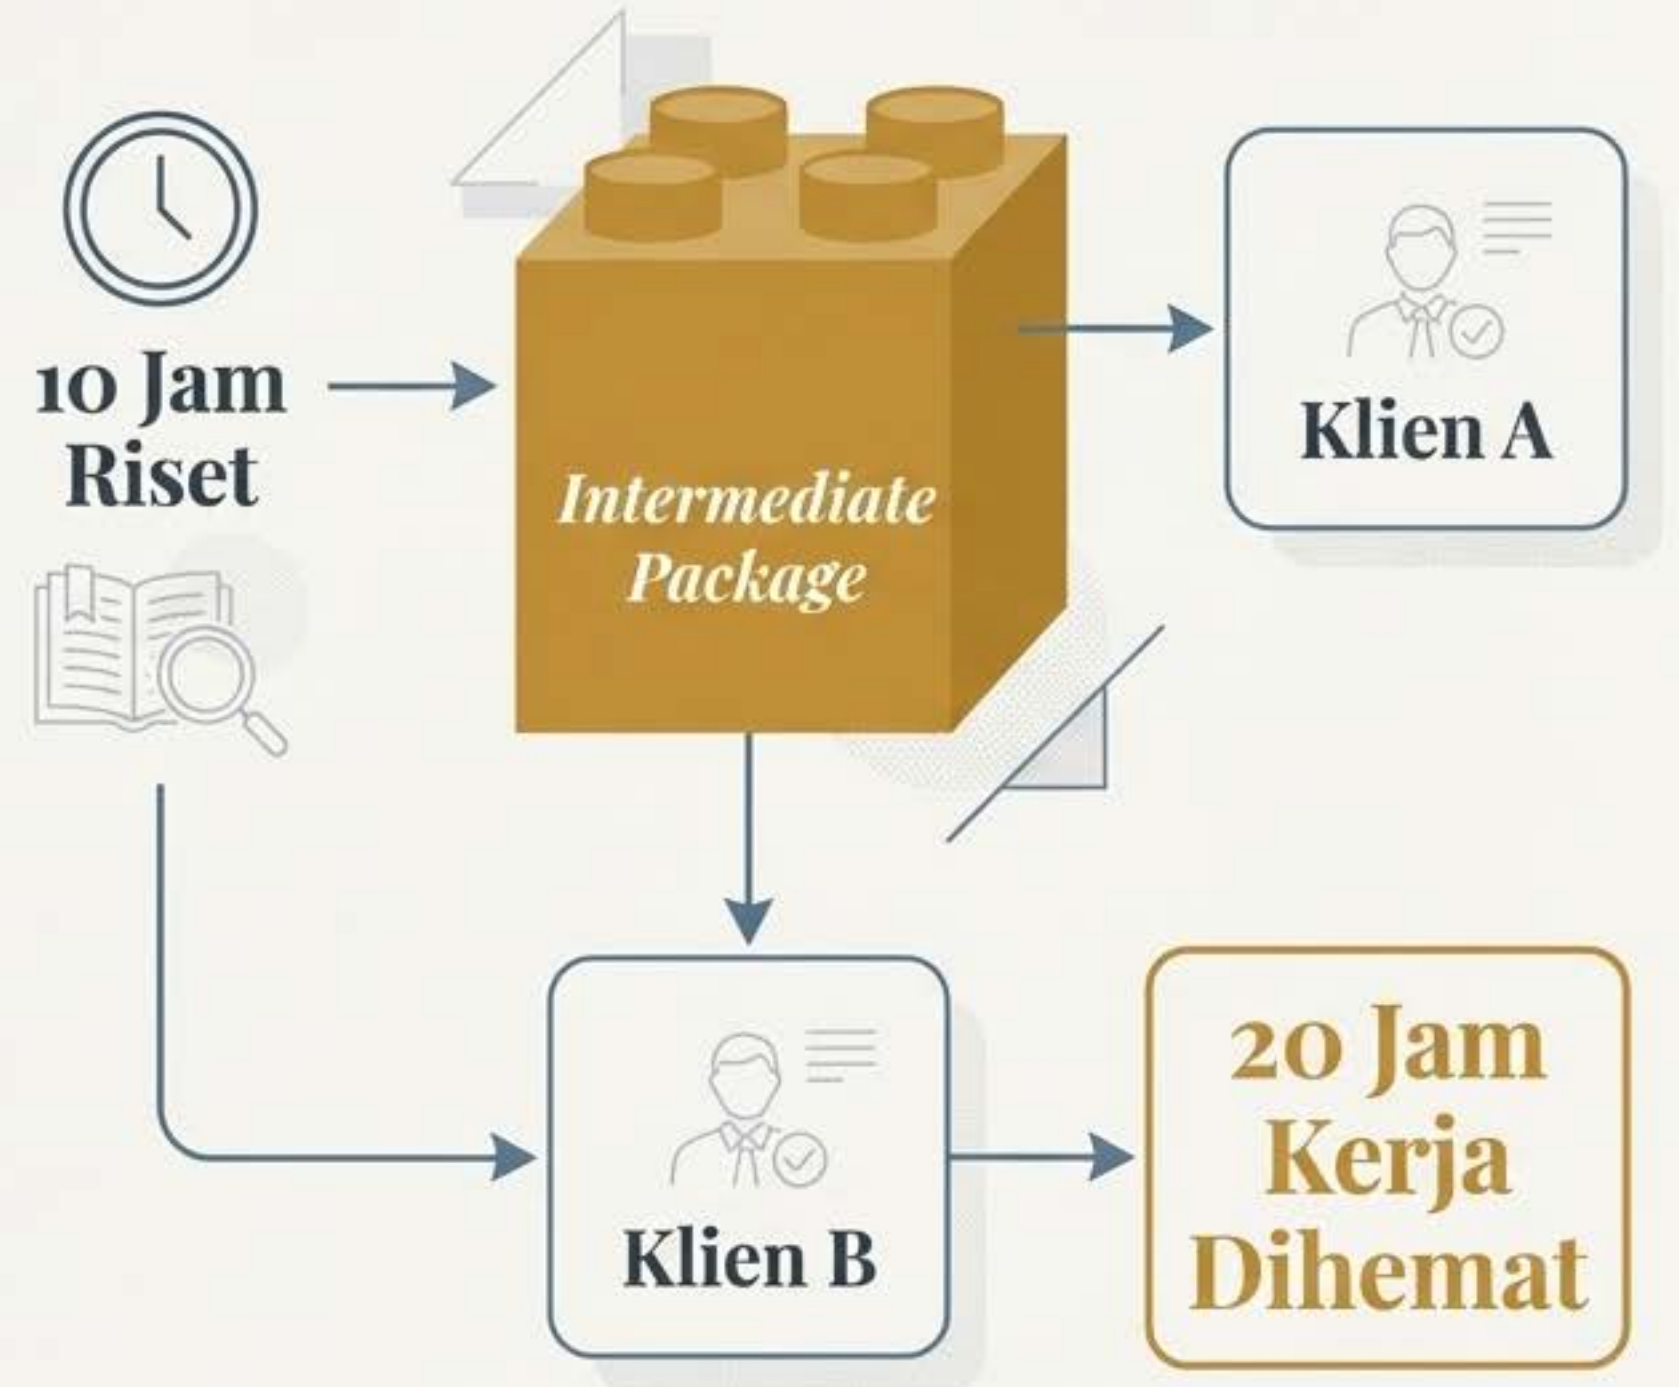 10 Jam
Riset
Intermediate
Package
Klien A
Klien B
20 Jam
Kerja
Dihemat